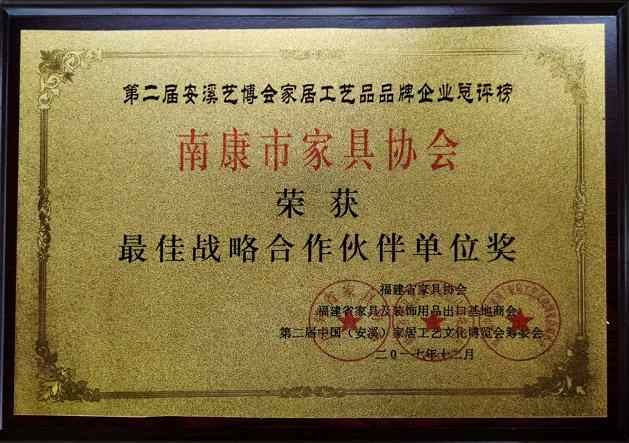 第二届安溪艺博会家居工艺品品牌企业总评榜
南康市家具协会
荣获
最佳战略合作伙伴单位奖
福建省家具协会
福建省家具及装饰用品出口基地商会
第二届中国（安溪）家居工艺文化博览会筹委会
二０一七年十二月